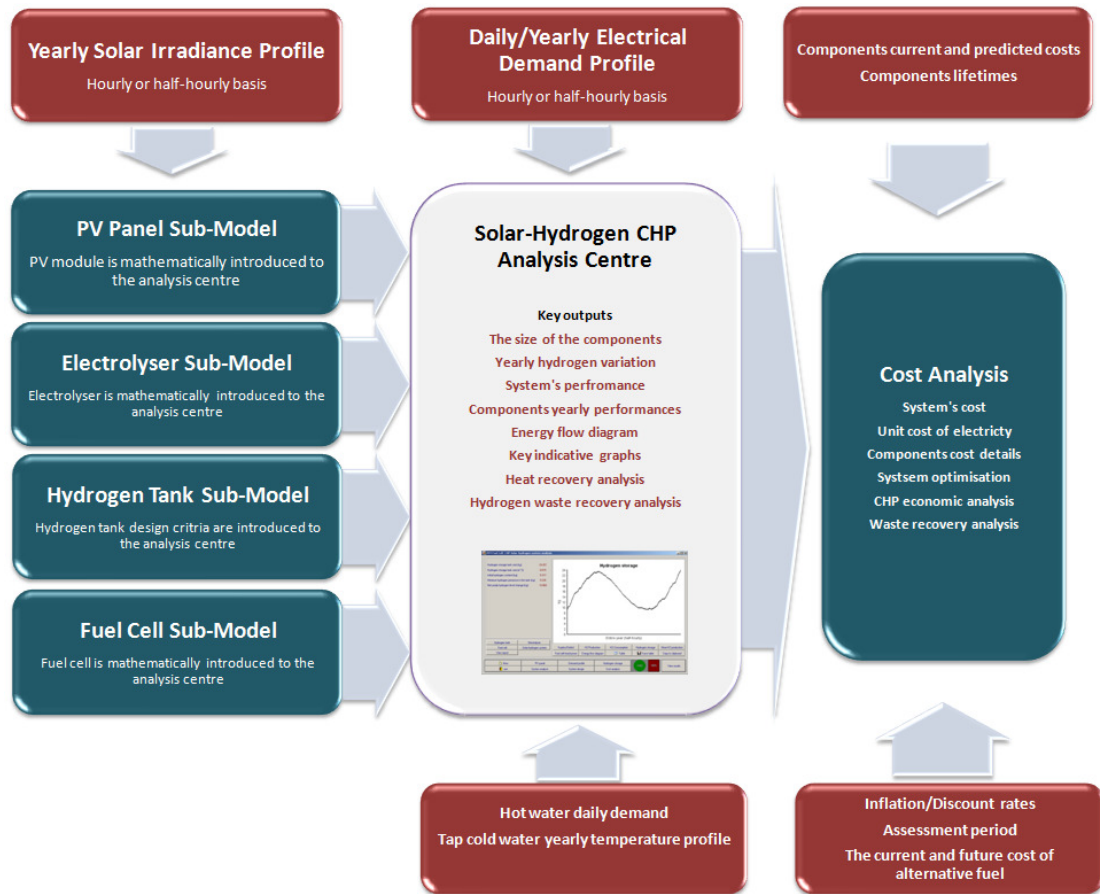 Yearly Solar Irradiance Profile
Hourly or half-hourly basis
Daily/Yearly Electrical
Demand Profile
Hourly or half-hourly basis
Components current and predicted costs
Components lifetimes
PV Panel Sub-Model
PV module is mathematically introduced to
the analysis centre
Electrolyser Sub-Model
Electrolyser is mathematically introduced to the
analysis centre
Hydrogen Tank Sub-Model
Hydrogen tank design critria are introduced to
the analysis centre
Fuel Cell Sub-Model
Fuel cell is mathematically introduced to the
analysis centre
Solar-Hydrogen CHP
Analysis Centre
Key outputs
The size of the components
Yearly hydrogen variation
System's perfromance
Components yearly performances
Energy flow diagram
Key indicative graphs
Heat recovery analysis
Hydrogen waste recovery analysis
Hydrogen storage
Cost Analysis
System's cost
Unit cost of electricty
Components cost details
Systsem optimisation
CHP economic analysis
Waste recovery analysis
Hot water daily demand
Tap cold water yearly temperature profile
Inflation/Discount rates
Assessment period
The current and future cost of
alternative fuel